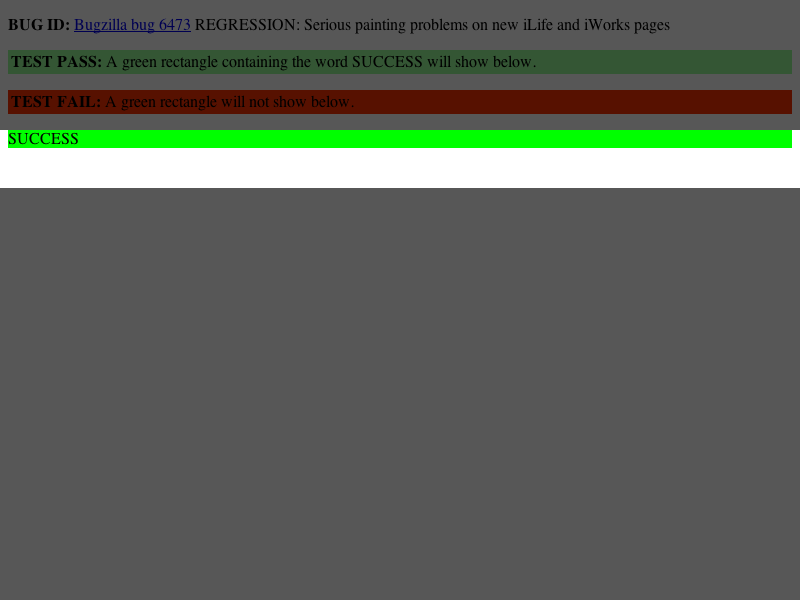 BUG ID: Bugzilla bug 6473 REGRESSION: Serious painting problems on new iLife and iWorks pages
TEST PASS: A green rectangle containing the word SUCCESS will show below.
TEST FAIL: A green rectangle will not show below.
SUCCESS